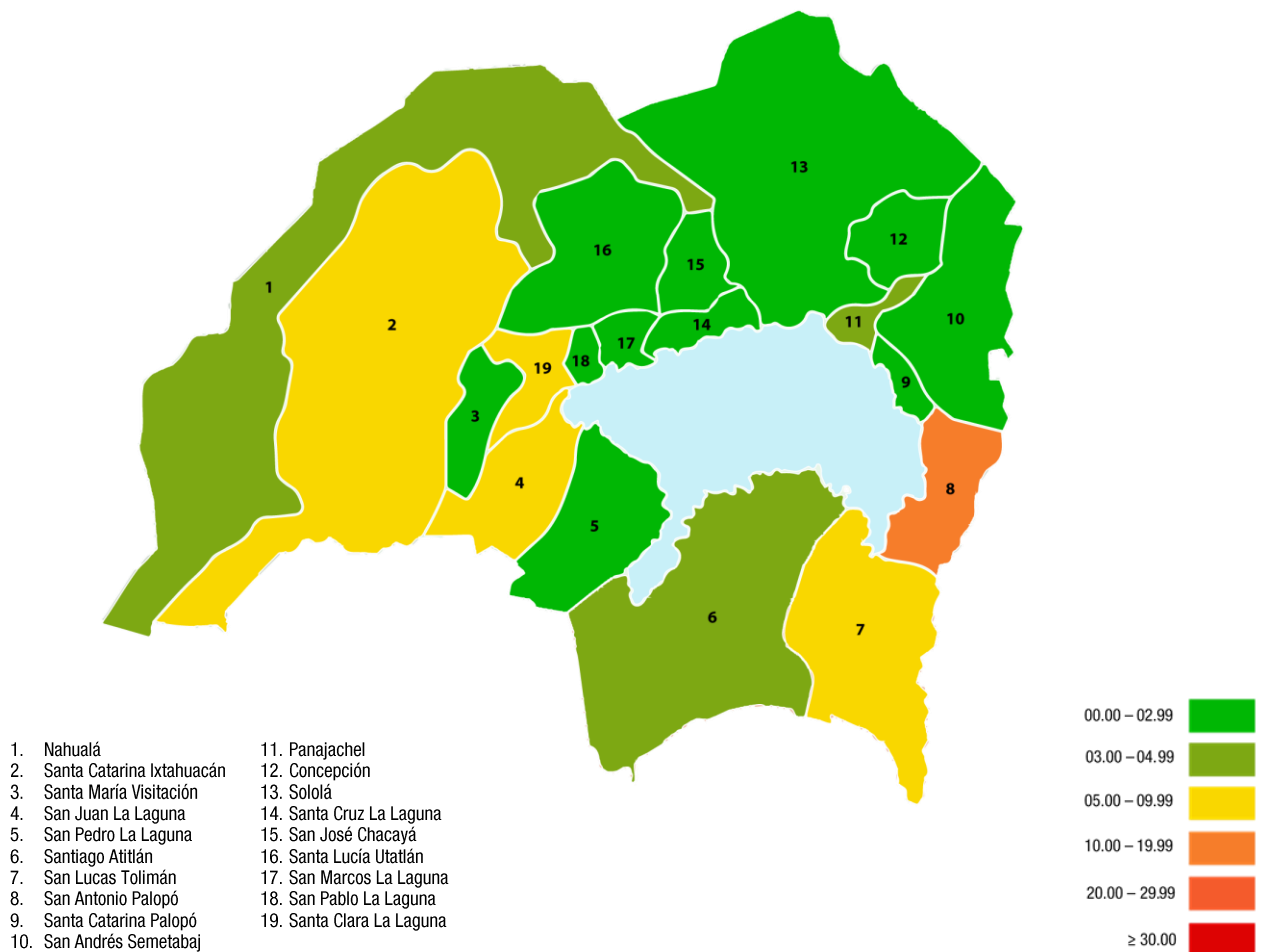 13
12
16
15
1
10
11
2
14
17
18
19
9
3
4
8
5
6
7
00.00 – 02.99
03.00 – 04.99
05.00 – 09.99
10.00 – 19.99
20.00 – 29.99
≥ 30.00
1. Nahualá
2. Santa Catarina Ixtahuacán
3. Santa María Visitación
4. San Juan La Laguna
5. San Pedro La Laguna
6. Santiago Atitlán
7. San Lucas Tolimán
8. San Antonio Palopó
9. Santa Catarina Palopó
10. San Andrés Semetabaj
11. Panajachel
12. Concepción
13. Sololá
14. Santa Cruz La Laguna
15. San José Chacayá
16. Santa Lucía Utatlán
17. San Marcos La Laguna
18. San Pablo La Laguna
19. Santa Clara La Laguna